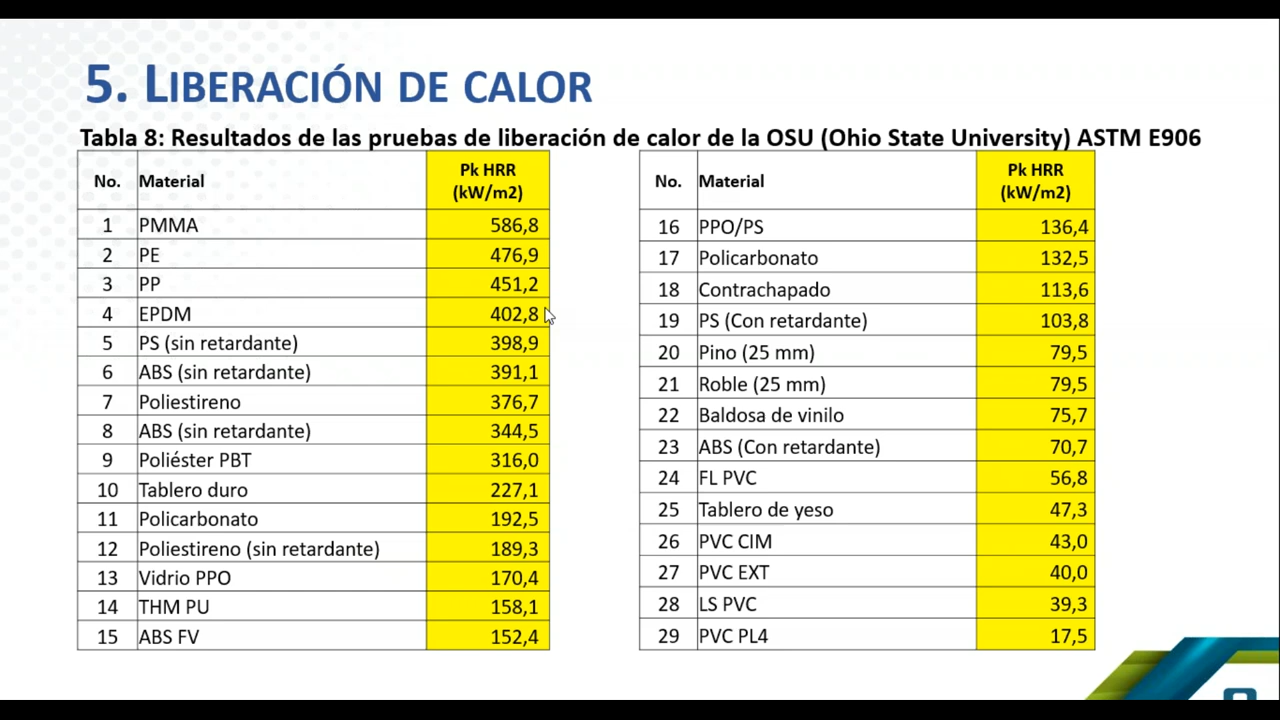 5. LIBERACIÓN DE CALOR
Tabla 8: Resultados de las pruebas de liberación de calor de la OSU (Ohio State University) ASTM E906
No. Material Pk HRR (kW/m2)
1 PMMA 586,8
2 PE 476,9
3 PP 451,2
4 EPDM 402,8
5 PS (sin retardante) 398,9
6 ABS (sin retardante) 391,1
7 Poliestireno 376,7
8 ABS (sin retardante) 344,5
9 Poliéster PBT 316,0
10 Tablero duro 227,1
11 Policarbonato 192,5
12 Poliestireno (sin retardante) 189,3
13 Vidrio PPO 170,4
14 THM PU 158,1
15 ABS FV 152,4
No. Material Pk HRR (kW/m2)
16 PPO/PS 136,4
17 Policarbonato 132,5
18 Contrachapado 113,6
19 PS (Con retardante) 103,8
20 Pino (25 mm) 79,5
21 Roble (25 mm) 79,5
22 Baldosa de vinilo 75,7
23 ABS (Con retardante) 70,7
24 FL PVC 56,8
25 Tablero de yeso 47,3
26 PVC CIM 43,0
27 PVC EXT 40,0
28 LS PVC 39,3
29 PVC PL4 17,5